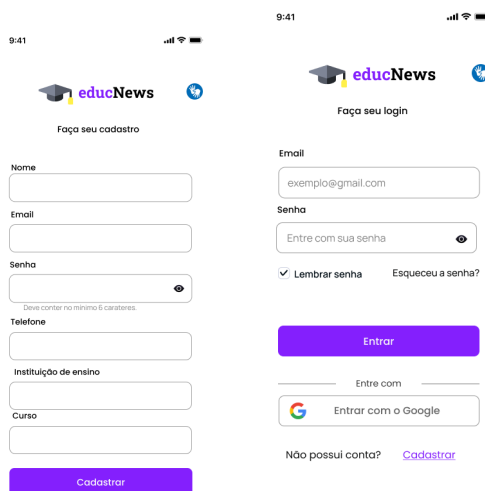 9:41
educNews
Faça seu cadastro
Nome
Email
Senha
Deve conter no mínimo 6 carateres.
Telefone
Instituição de ensino
Curso
Cadastrar
9:41
educNews
Faça seu login
Email
exemplo@gmail.com
Senha
Entre com sua senha
Lembrar senha Esqueceu a senha?
Entrar
Entre com
Entrar com o Google
Não possui conta? Cadastrar